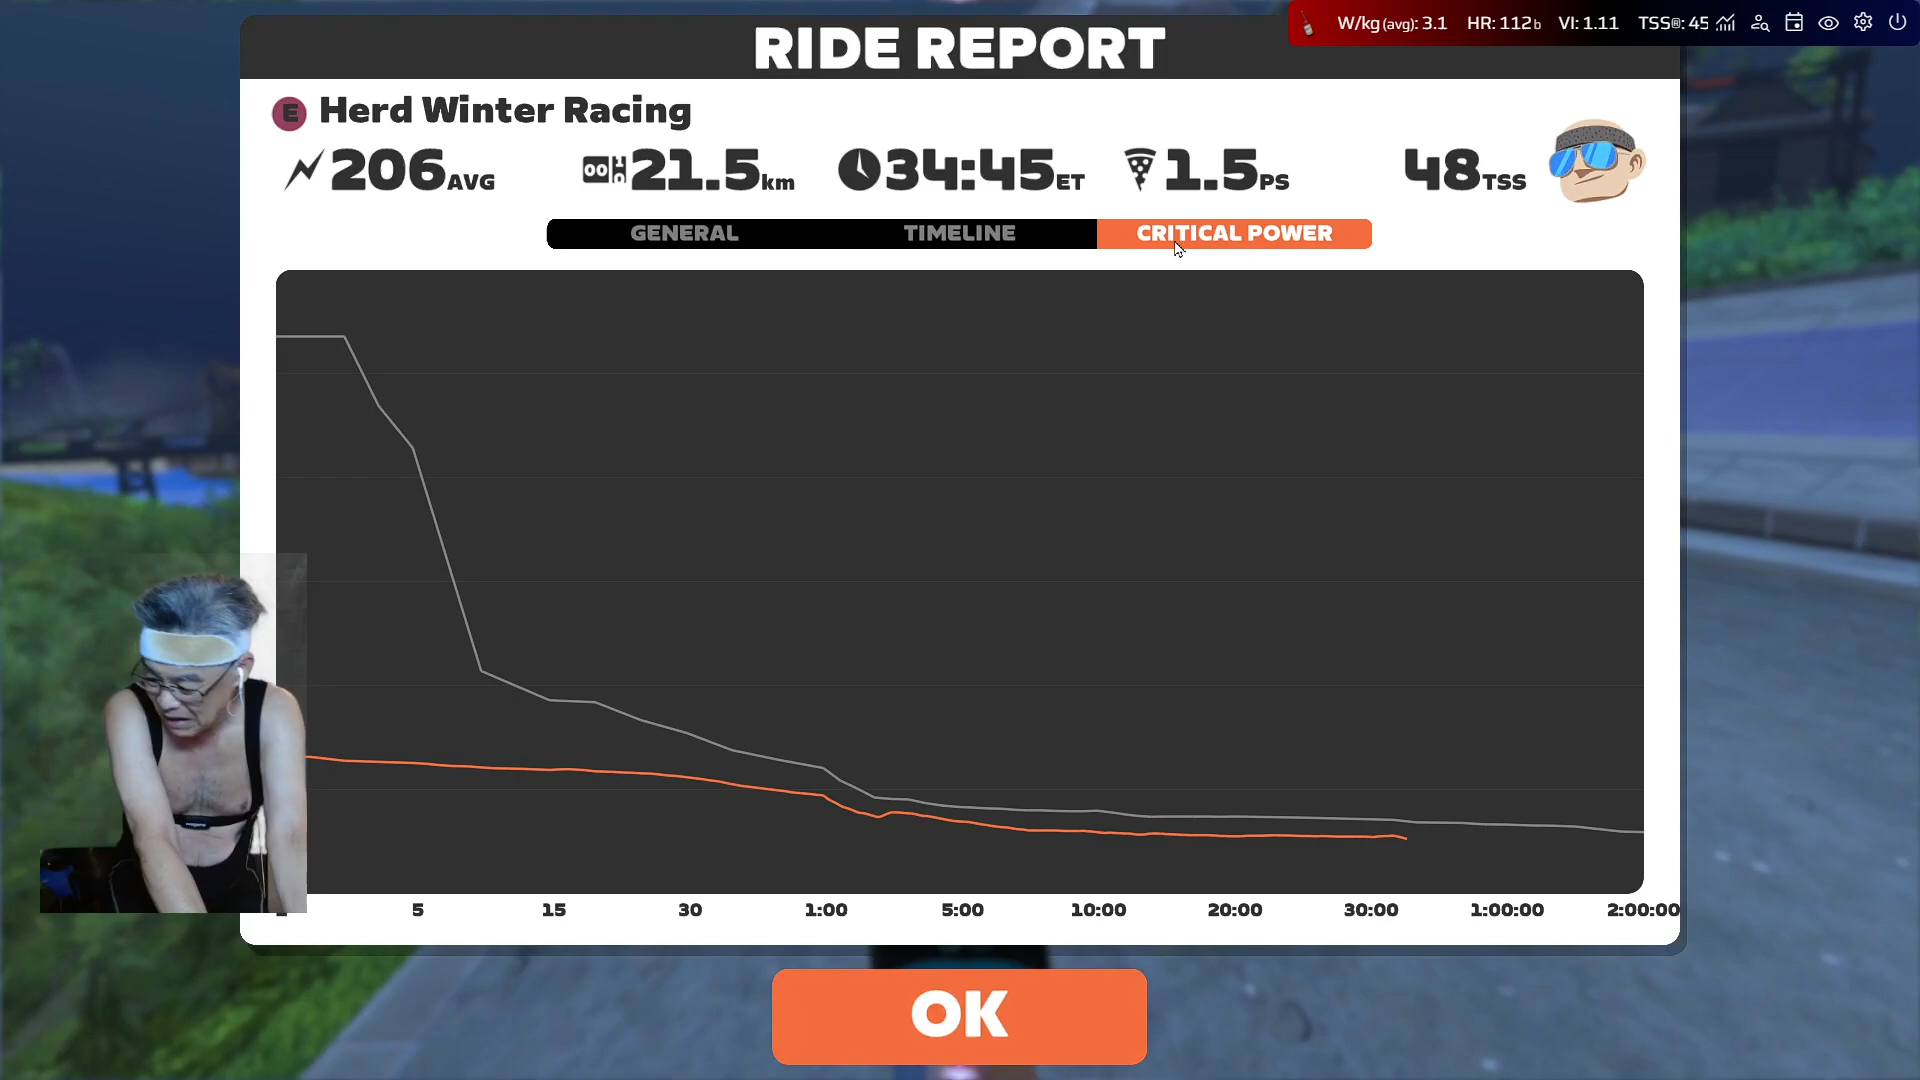 RIDE REPORT
W/kg (avg): 3.1 HR: 112b VI: 1.11 TSS®: 45
E Herd Winter Racing
206AVG 21.5km 34:45ET 1.5PS 48TSS
GENERAL TIMELINE CRITICAL POWER
5 15 30 1:00 5:00 10:00 20:00 30:00 1:00:00 2:00:00
OK